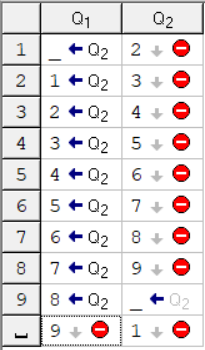 Q₁ Q₂
1 _ ← Q₂ 2 ↓
2 1 ← Q₂ 3 ↓
3 2 ← Q₂ 4 ↓
4 3 ← Q₂ 5 ↓
5 4 ← Q₂ 6 ↓
6 5 ← Q₂ 7 ↓
7 6 ← Q₂ 8 ↓
8 7 ← Q₂ 9 ↓
9 8 ← Q₂ _ ← Q₂
⎵ 9 ↓ 1 ↓